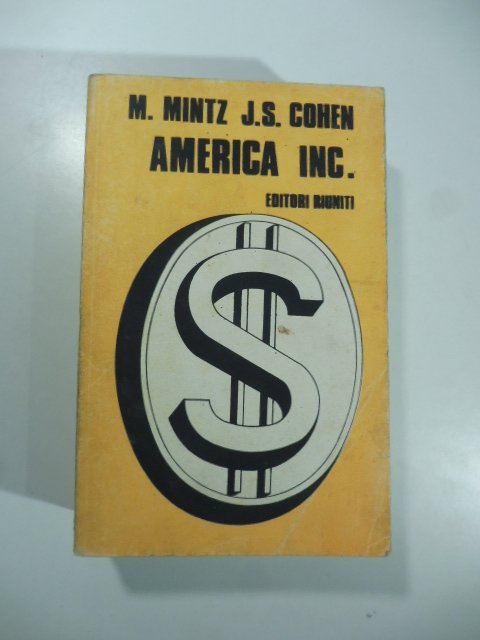 M. MINTZ J.S. COHEN
AMERICA INC.
EDITORI RIUNITI
$